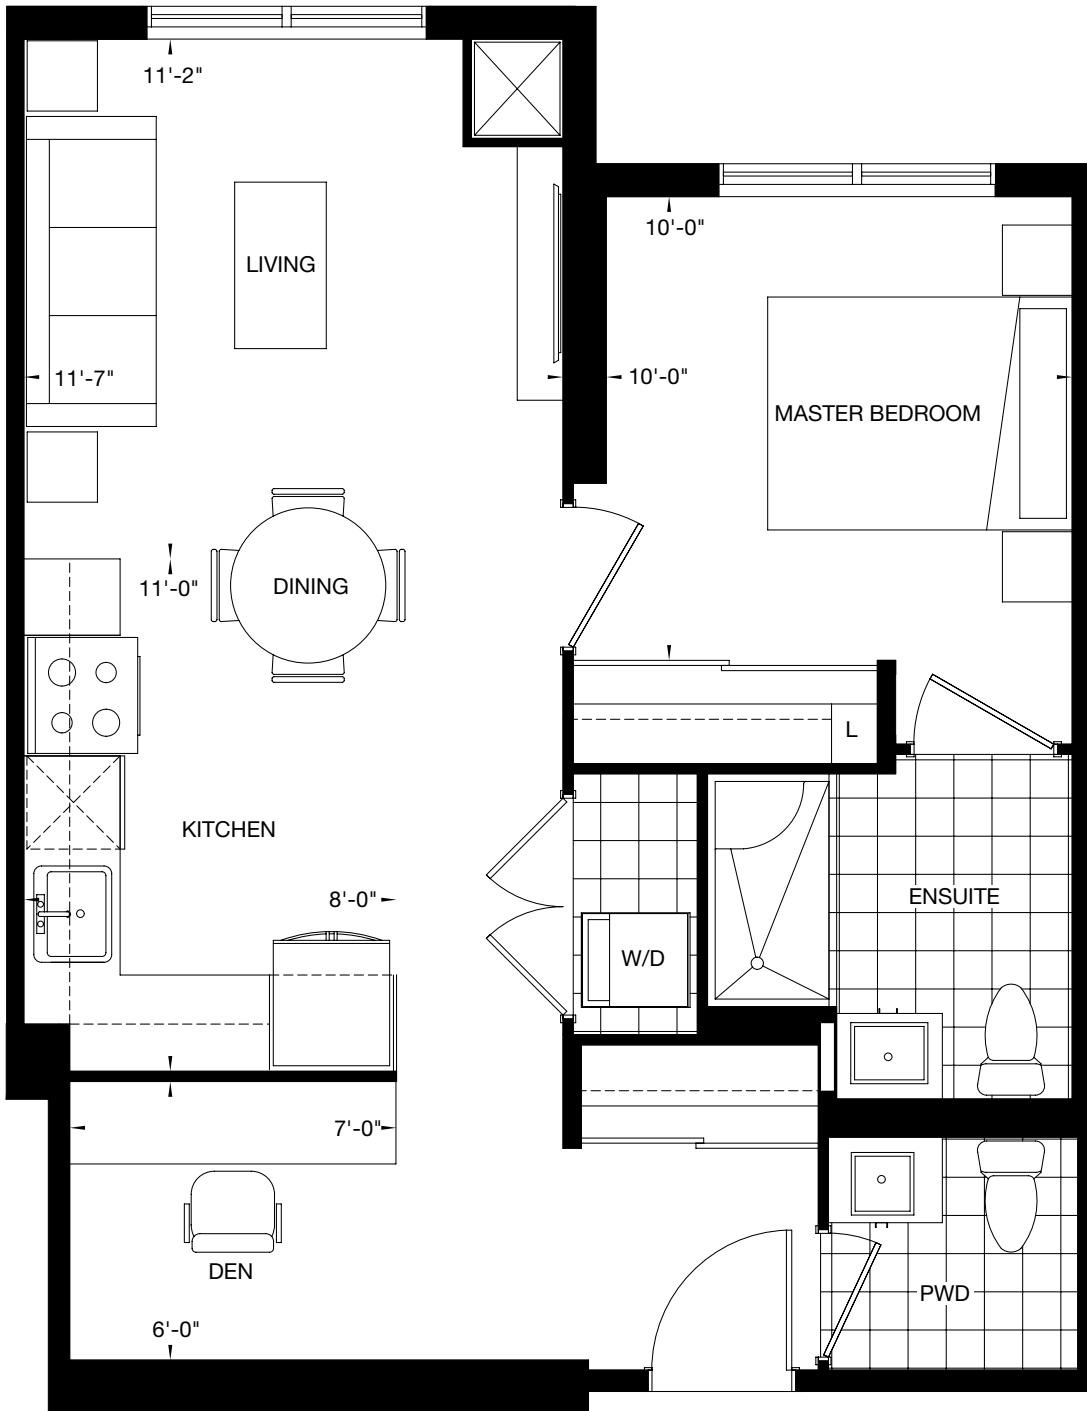 11'-2"
10'-0"
LIVING
11'-7"
10'-0"
MASTER BEDROOM
11'-0"
DINING
L
KITCHEN
8'-0"
ENSUITE
W/D
7'-0"
DEN
PWD
6'-0"